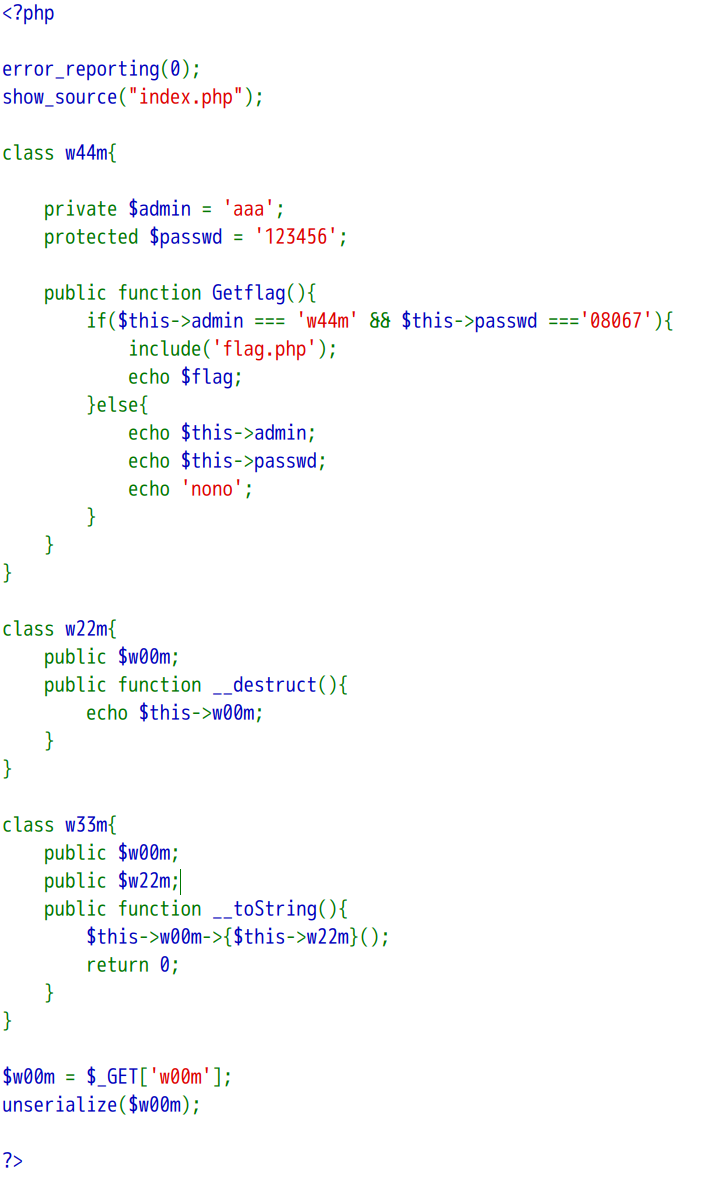 <?php
error_reporting(0);
show_source("index.php");
class w44m{
    private $admin = 'aaa';
    protected $passwd = '123456';
    public function Getflag(){
        if($this->admin === 'w44m' && $this->passwd ==='08067'){
            include('flag.php');
            echo $flag;
        }else{
            echo $this->admin;
            echo $this->passwd;
            echo 'nono';
        }
    }
}
class w22m{
    public $w00m;
    public function __destruct(){
        echo $this->w00m;
    }
}
class w33m{
    public $w00m;
    public $w22m;
    public function __toString(){
        $this->w00m->{$this->w22m}();
        return 0;
    }
}
$w00m = $_GET['w00m'];
unserialize($w00m);
?>